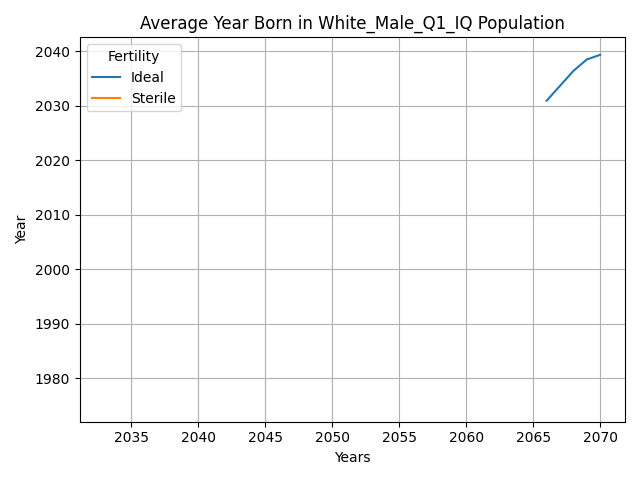 Average Year Born in White_Male_Q1_IQ Population
Fertility
Ideal
Sterile
2040
2030
2020
2010
2000
1990
1980
Year
2035 2040 2045 2050 2055 2060 2065 2070
Years